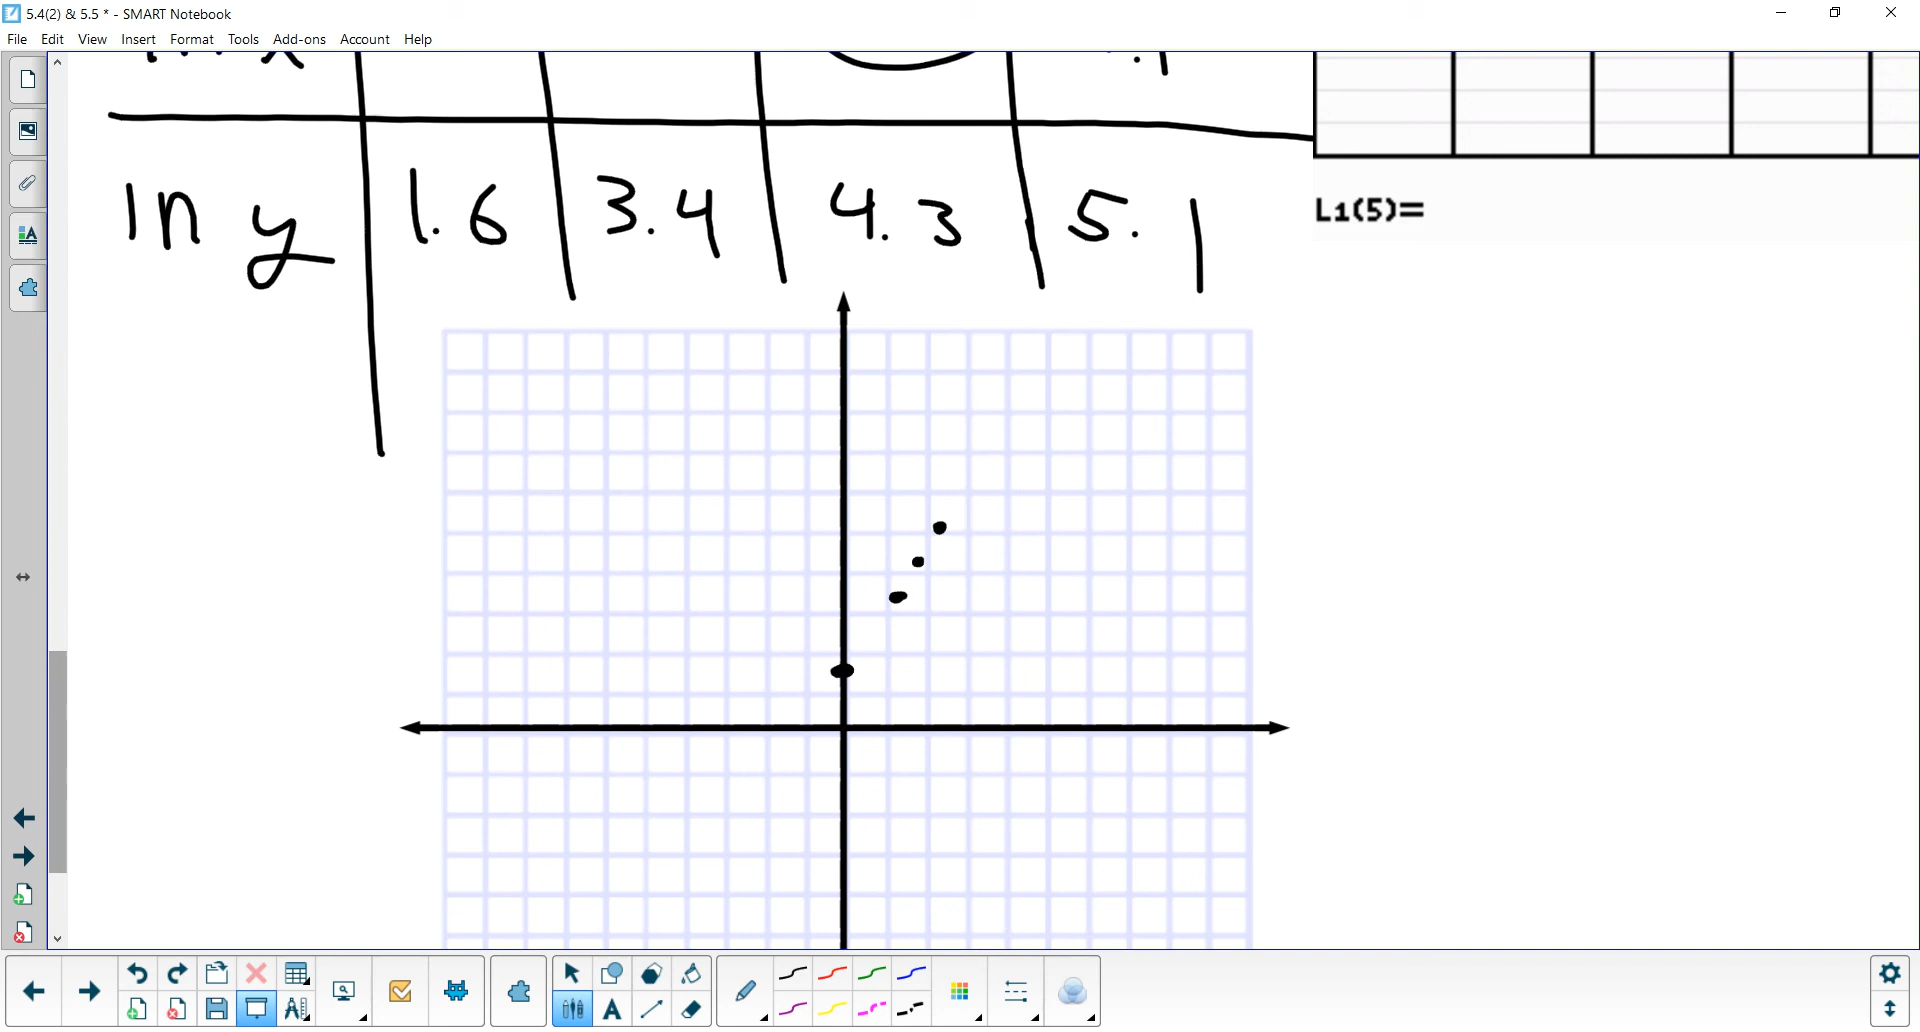 5.4(2) & 5.5 * - SMART Notebook
File Edit View Insert Format Tools Add-ons Account Help
ln y 1.6 3.4 4.3 5.1
L1(5)=